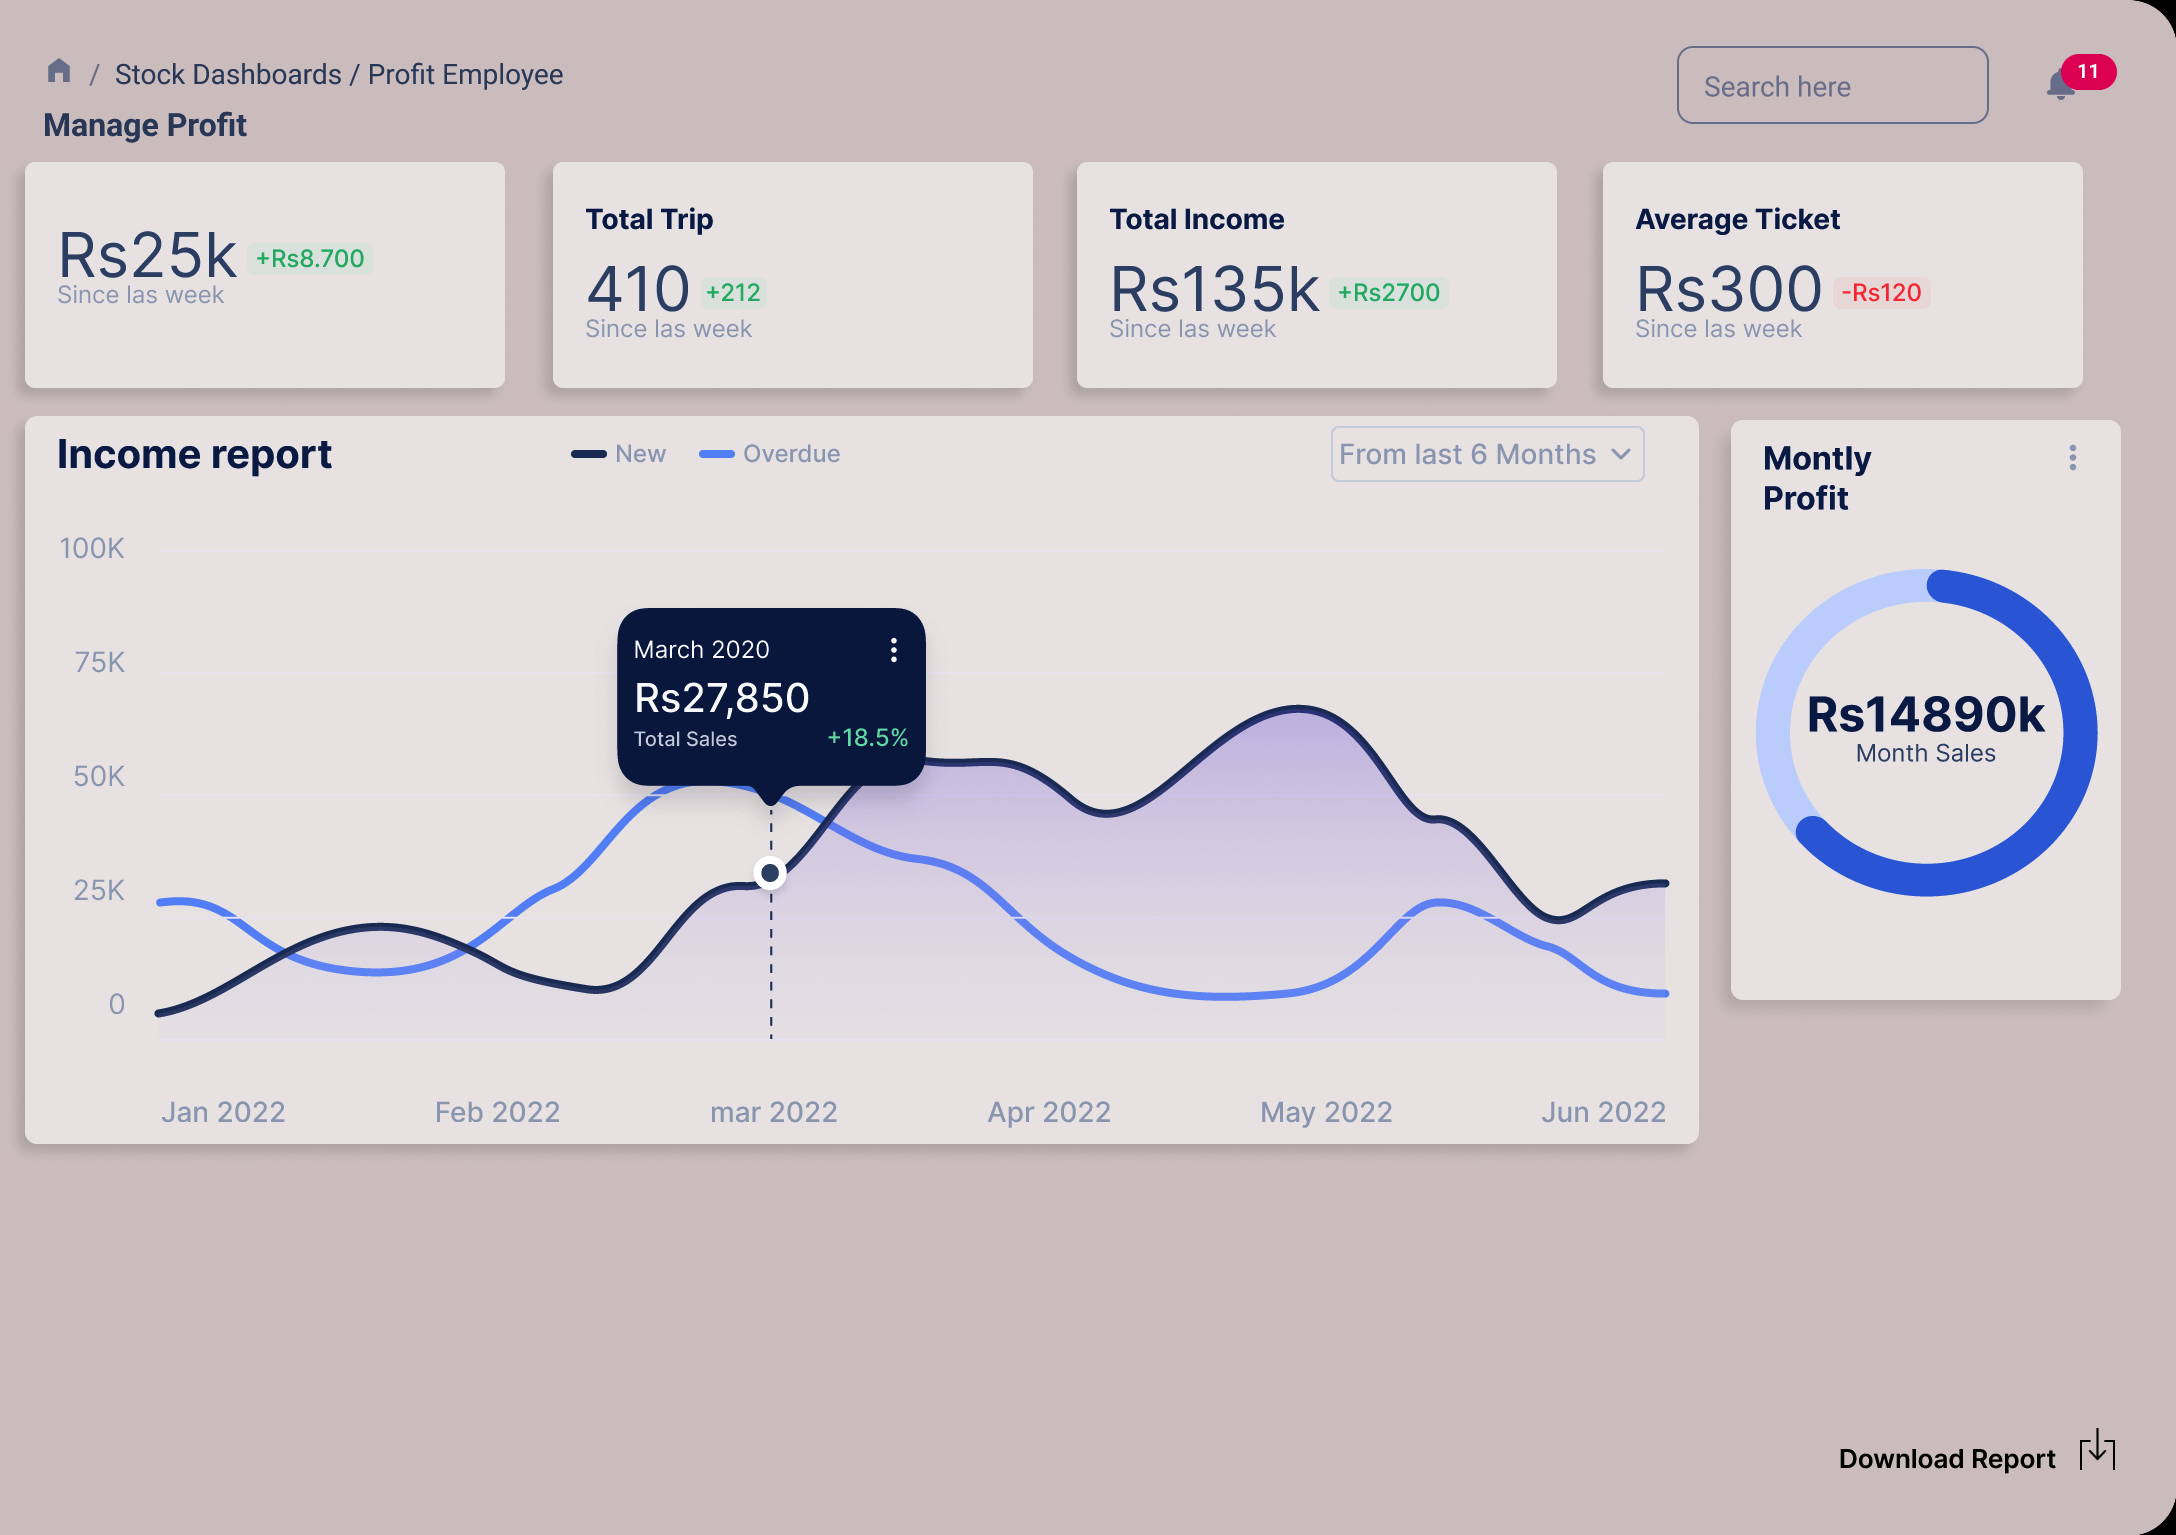 / Stock Dashboards / Profit Employee
Manage Profit
Search here
11
Rs25k +Rs8.700
Since las week
Total Trip
410 +212
Since las week
Total Income
Rs135k +Rs2700
Since las week
Average Ticket
Rs300 -Rs120
Since las week
Income report
New Overdue
From last 6 Months
100K
75K
50K
25K
0
March 2020
Rs27,850
Total Sales +18.5%
Jan 2022 Feb 2022 mar 2022 Apr 2022 May 2022 Jun 2022
Montly
Profit
Rs14890k
Month Sales
Download Report